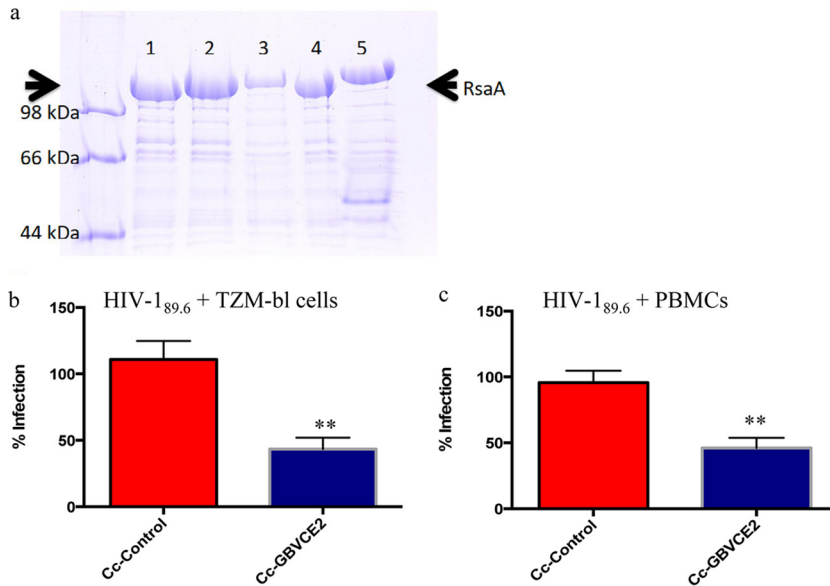 a
1 2 3 4 5
RsaA
98 kDa
66 kDa
44 kDa
b
HIV-1₈₉.₆ + TZM-bl cells
150
100
50
0
% Infection
**
Cc-Control
Cc-GBVCE2
c
HIV-1₈₉.₆ + PBMCs
150
100
50
0
% Infection
**
Cc-Control
Cc-GBVCE2